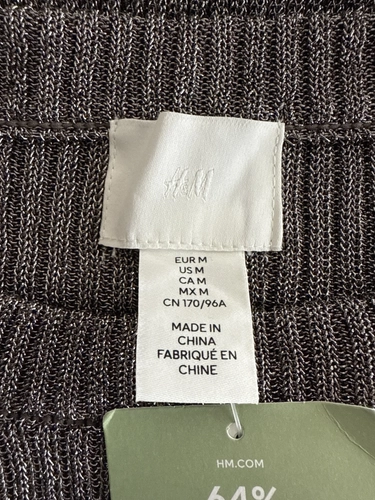 H&M
EUR M
US M
CA M
MX M
CN 170/96A
MADE IN
CHINA
FABRIQUÉ EN
CHINE
HM.COM
64%